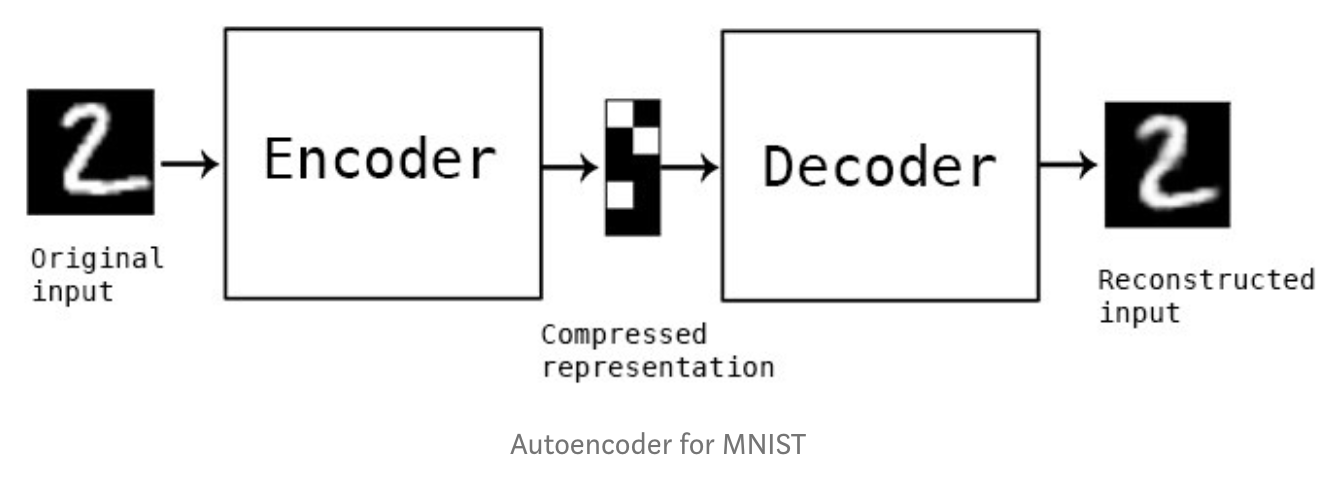 Encoder
Decoder
Original
input
Compressed
representation
Reconstructed
input
Autoencoder for MNIST